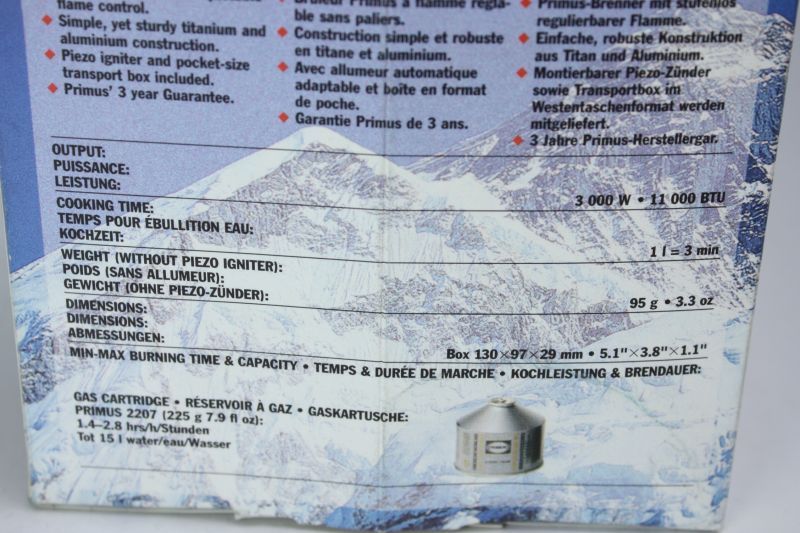 flame control.
◆ Simple, yet sturdy titanium and
aluminium construction.
◆ Piezo igniter and pocket-size
transport box included.
◆ Primus' 3 year Guarantee.
Primus à flamme régla-
ble sans paliers.
◆ Construction simple et robuste
en titane et aluminium.
◆ Avec allumeur automatique
adaptable et boîte en format
de poche.
◆ Garantie Primus de 3 ans.
◆ Primus-Brenner mit stufenlos
regulierbarer Flamme.
◆ Einfache, robuste Konstruktion
aus Titan und Aluminium.
◆ Montierbarer Piezo-Zünder
sowie Transportbox im
Westentaschenformat werden
mitgeliefert.
◆ 3 Jahre Primus-Herstellergar.
OUTPUT:
PUISSANCE:
LEISTUNG:
3 000 W • 11 000 BTU
COOKING TIME:
TEMPS POUR ÉBULLITION EAU:
KOCHZEIT:
1 l = 3 min
WEIGHT (WITHOUT PIEZO IGNITER):
POIDS (SANS ALLUMEUR):
GEWICHT (OHNE PIEZO-ZÜNDER):
95 g • 3.3 oz
DIMENSIONS:
DIMENSIONS:
ABMESSUNGEN:
Box 130×97×29 mm • 5.1"×3.8"×1.1"
MIN-MAX BURNING TIME & CAPACITY • TEMPS & DURÉE DE MARCHE • KOCHLEISTUNG & BRENDAUER:
GAS CARTRIDGE • RÉSERVOIR À GAZ • GASKARTUSCHE:
PRIMUS 2207 (225 g 7.9 fl oz):
1.4–2.8 hrs/h/Stunden
Tot 15 l water/eau/Wasser